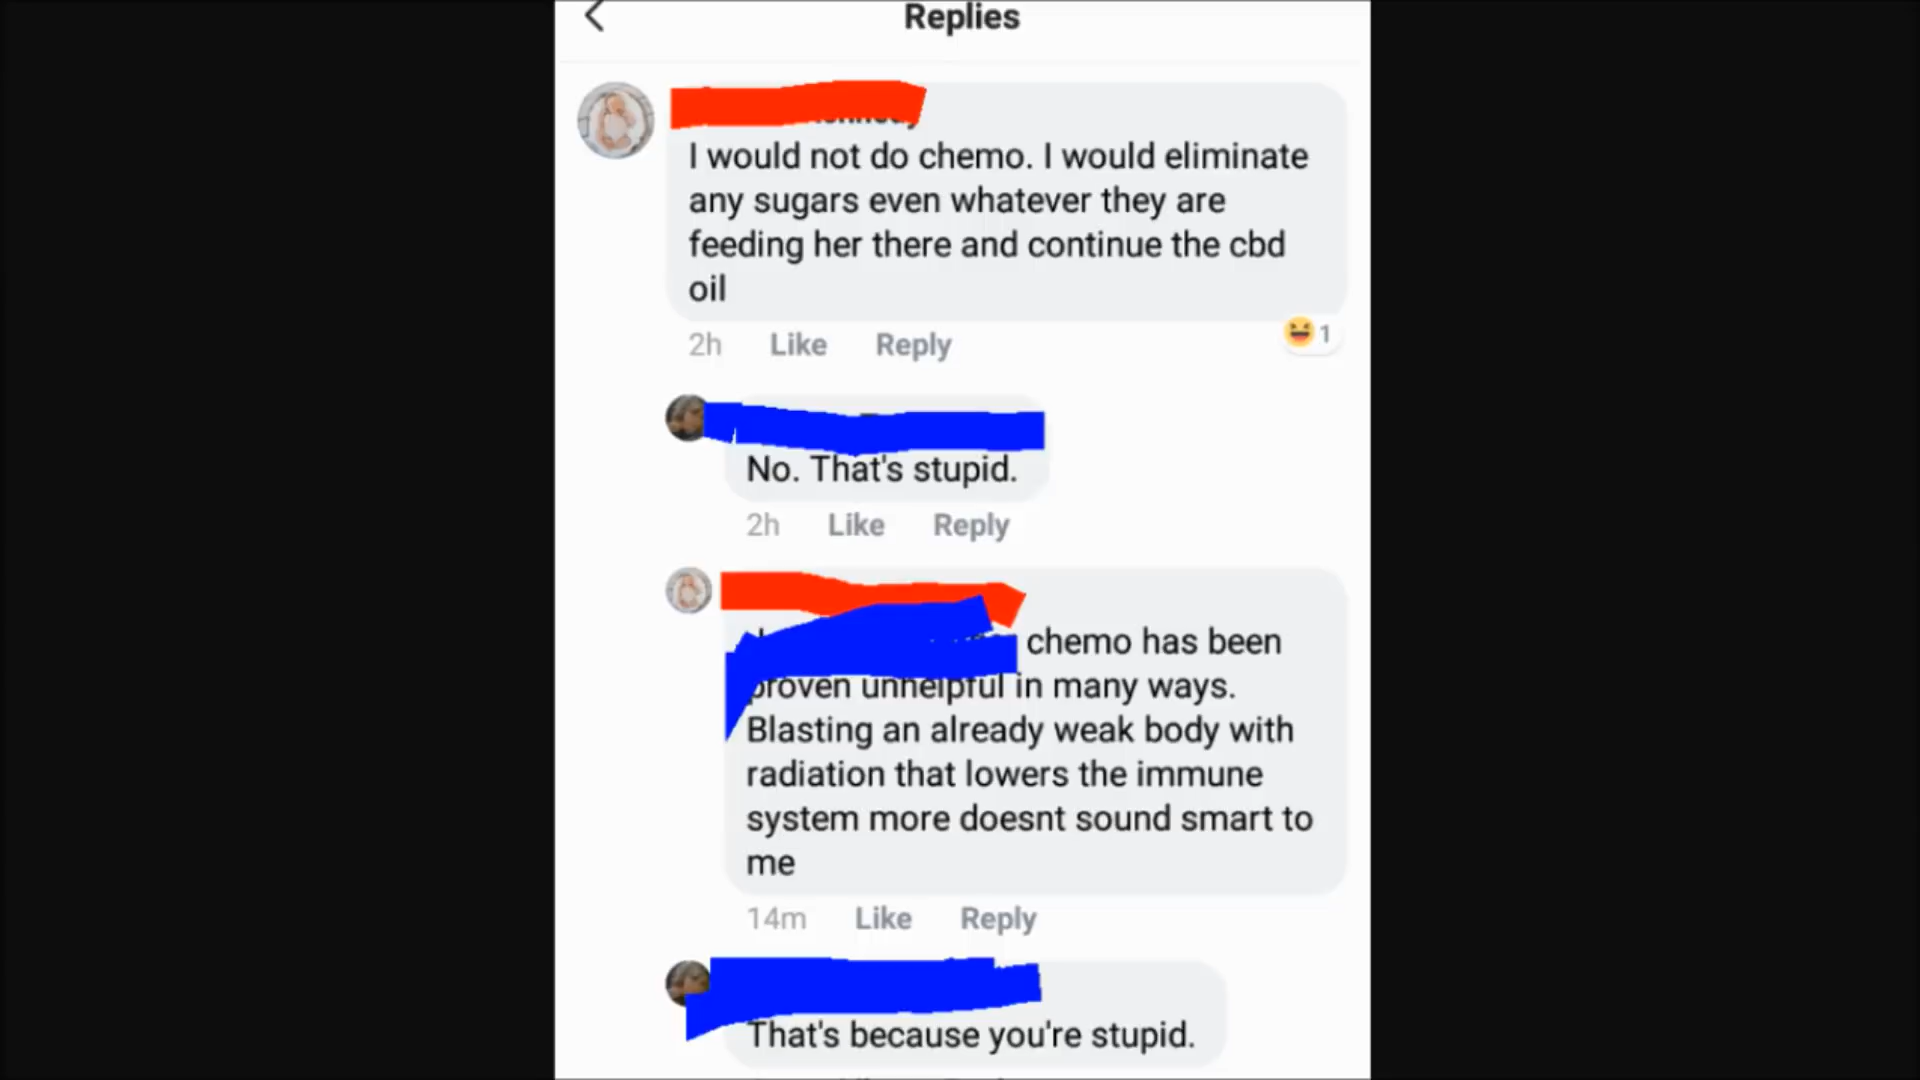 Replies
I would not do chemo. I would eliminate
any sugars even whatever they are
feeding her there and continue the cbd
oil
2h Like Reply
1
No. That's stupid.
2h Like Reply
chemo has been
proven unhelpful in many ways.
Blasting an already weak body with
radiation that lowers the immune
system more doesnt sound smart to
me
14m Like Reply
That's because you're stupid.